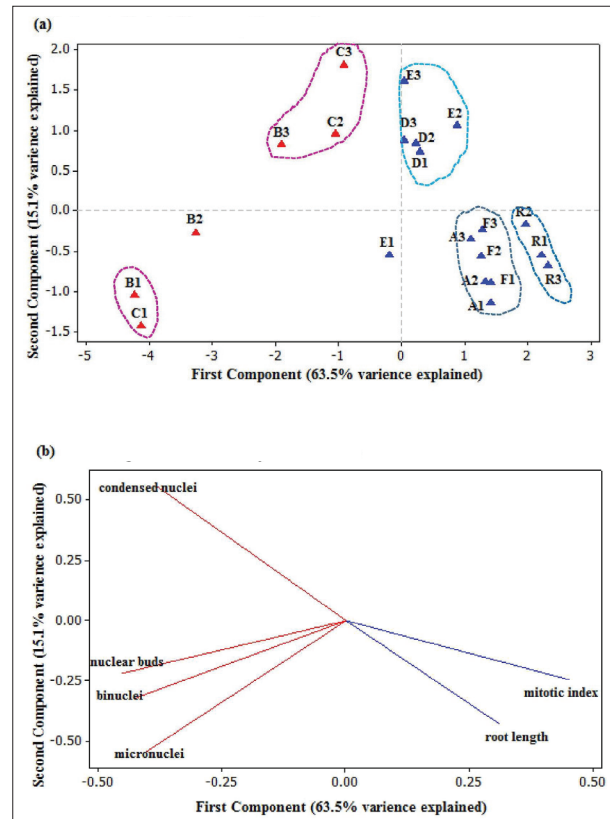 (a)
Second Component (15.1% varience explained)
2.0
1.5
1.0
0.5
0.0
-0.5
-1.0
-1.5
C3
B3
C2
E3
E2
D3
D2
D1
B2
E1
B1
C1
F3
A3
F2
A2
F1
A1
R2
R1
R3
-5 -4 -3 -2 -1 0 1 2 3
First Component (63.5% varience explained)
(b)
Second Component (15.1% varience explained)
0.50
0.25
0.00
-0.25
-0.50
condensed nuclei
nuclear buds
binuclei
micronuclei
mitotic index
root length
-0.50 -0.25 0.00 0.25 0.50
First Component (63.5% varience explained)